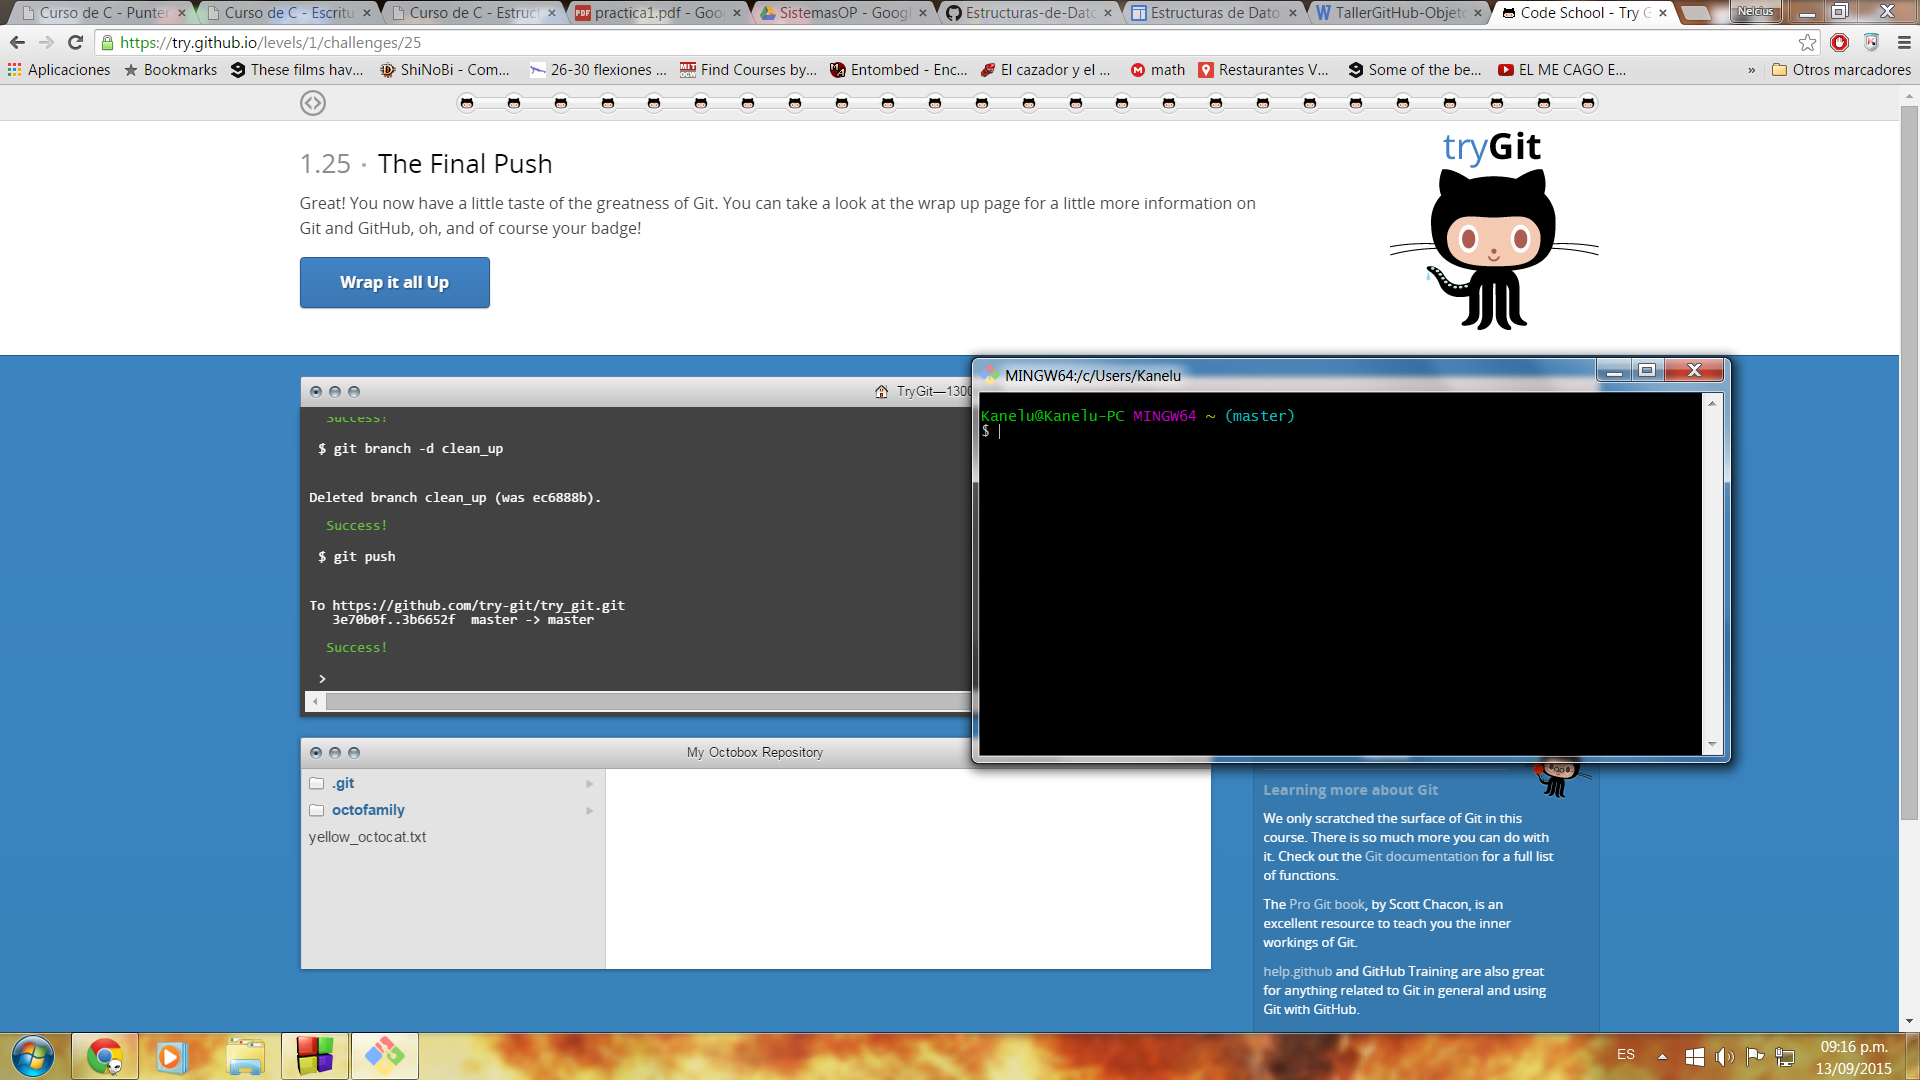 Curso de C - Punter
Curso de C - Escritu
Curso de C - Estruct
practica1.pdf - Goo
SistemasOP - Googl
Estructuras-de-Dato
Estructuras de Dato
TallerGitHub-Objeto
Code School - Try G
Nelcius
https://try.github.io/levels/1/challenges/25
Aplicaciones
Bookmarks
These films hav...
ShiNoBi - Com...
26-30 flexiones ...
Find Courses by...
Entombed - Enc...
El cazador y el ...
math
Restaurantes V...
Some of the be...
EL ME CAGO E...
»
Otros marcadores
1.25 · The Final Push
Great! You now have a little taste of the greatness of Git. You can take a look at the wrap up page for a little more information on
Git and GitHub, oh, and of course your badge!
Wrap it all Up
tryGit
TryGit—1300
Success!
$ git branch -d clean_up
Deleted branch clean_up (was ec6888b).
Success!
$ git push
To https://github.com/try-git/try_git.git
3e70b0f..3b6652f  master -> master
Success!
>
MINGW64:/c/Users/Kanelu
Kanelu@Kanelu-PC MINGW64 ~ (master)
$
My Octobox Repository
.git
octofamily
yellow_octocat.txt
Learning more about Git
We only scratched the surface of Git in this
course. There is so much more you can do with
it. Check out the Git documentation for a full list
of functions.
The Pro Git book, by Scott Chacon, is an
excellent resource to teach you the inner
workings of Git.
help.github and GitHub Training are also great
for anything related to Git in general and using
Git with GitHub.
ES
09:16 p.m.
13/09/2015